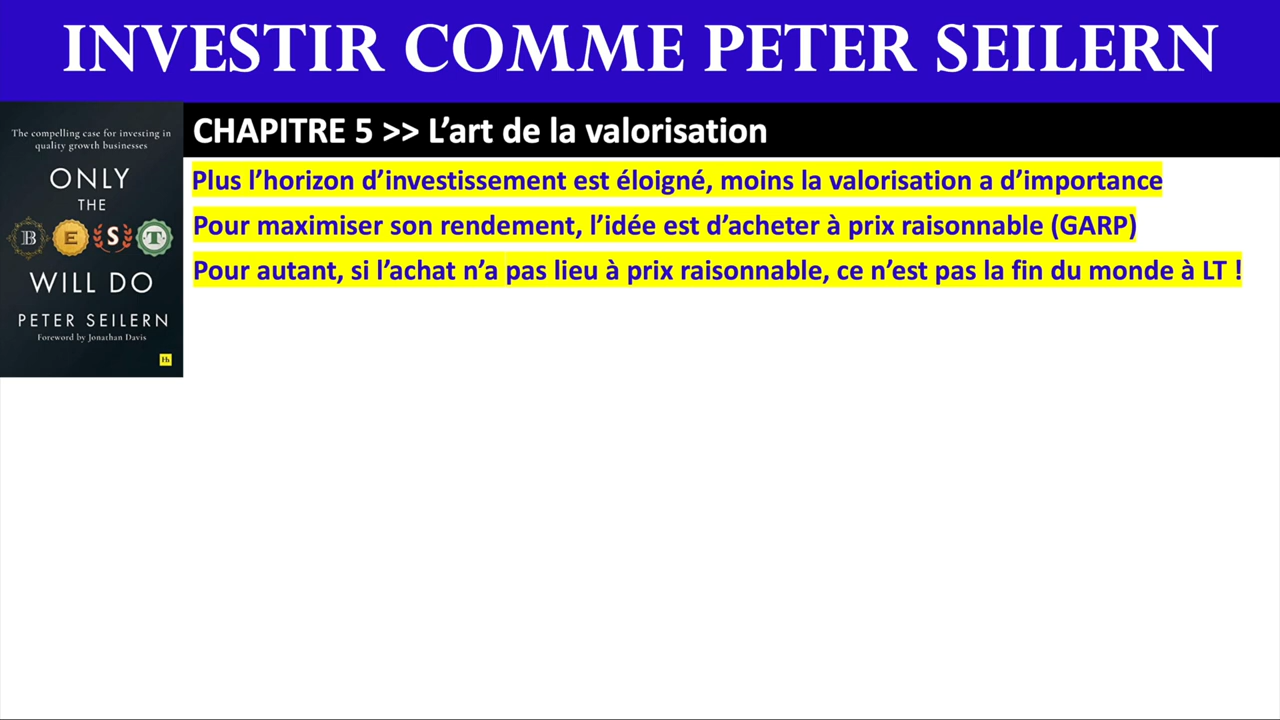 INVESTIR COMME PETER SEILERN
CHAPITRE 5 >> L’art de la valorisation
Plus l’horizon d’investissement est éloigné, moins la valorisation a d’importance
Pour maximiser son rendement, l’idée est d’acheter à prix raisonnable (GARP)
Pour autant, si l’achat n’a pas lieu à prix raisonnable, ce n’est pas la fin du monde à LT !
The compelling case for investing in
quality growth businesses
ONLY
THE
BEST
WILL DO
PETER SEILERN
Foreword by Jonathan Davis
Hh